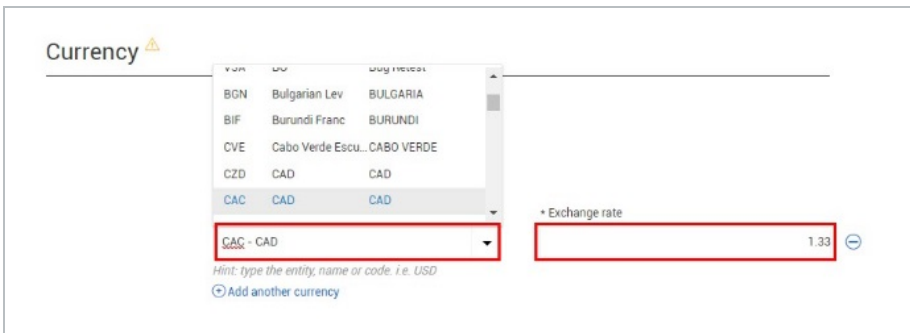 Currency
BGN Bulgarian Lev BULGARIA
BIF Burundi Franc BURUNDI
CVE Cabo Verde Escu... CABO VERDE
CZD CAD CAD
CAC CAD CAD
* Exchange rate
CAC - CAD
1.33
Hint: type the entity, name or code. i.e. USD
Add another currency